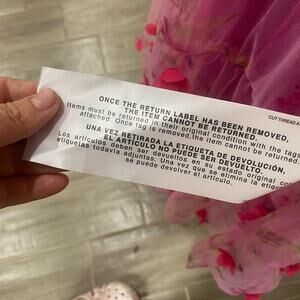 CUT THREAD A
ONCE THE RETURN LABEL HAS BEEN REMOVED,
THE ITEM CANNOT BE RETURNED.
Items must be returned in their original condition with the tag
attached. Once tag is removed, the item cannot be returned.
UNA VEZ RETIRADA LA ETIQUETA DE DEVOLUCIÓN,
EL ARTÍCULO NO PUEDE SER DEVUELTO.
Los artículos deben ser devueltos en su estado original con
etiquetas todavía adjuntas. Una vez que se elimina la etiqu
se puede devolver el artículo.